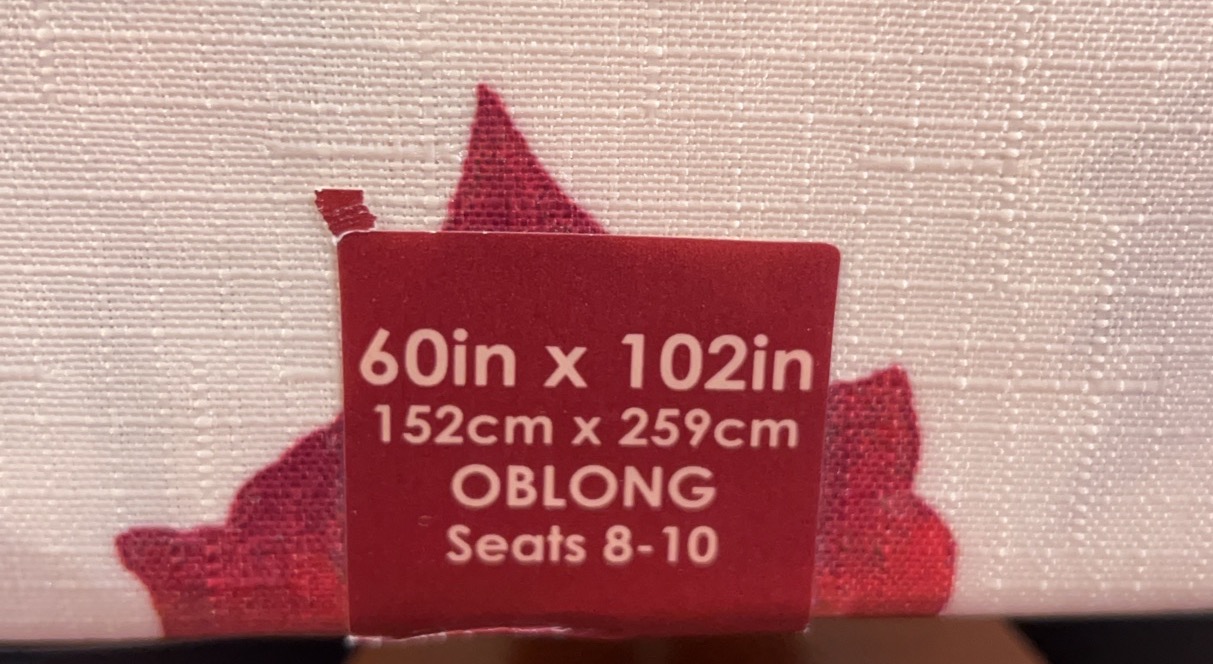 60in x 102in
152cm x 259cm
OBLONG
Seats 8-10